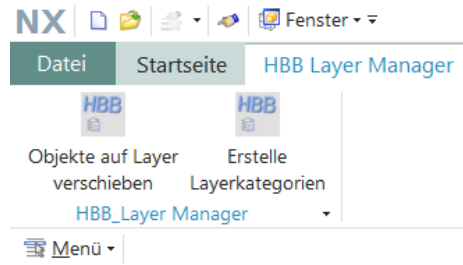 NX Fenster
Datei Startseite HBB Layer Manager
HBB HBB
Objekte auf Layer verschieben
Erstelle Layerkategorien
HBB_Layer Manager
Menü